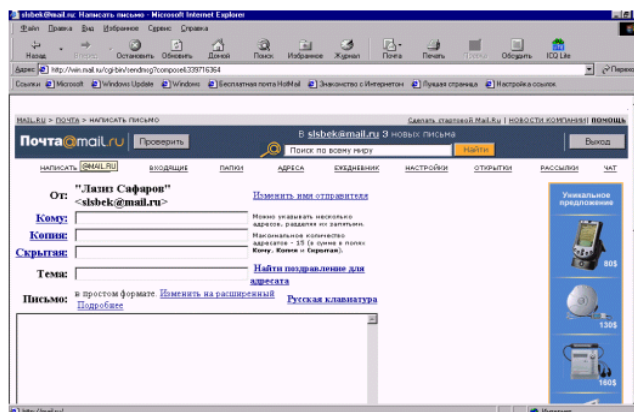 slsbek@mail.ru: Написать письмо - Microsoft Internet Explorer
Файл Правка Вид Избранное Сервис Справка
Назад Вперед Остановить Обновить Домой Поиск Избранное Журнал Почта Печать Правка Обсудить ICQ Lite
Адрес http://win.mail.ru/cgi-bin/sendmsg?compose&339716364
Ссылки Microsoft Windows Update Windows Бесплатная почта HotMail Знакомство с Интернетом Лучшая страница Настройка ссылок
MAIL.RU > ПОЧТА > НАПИСАТЬ ПИСЬМО Сделать стартовой Mail.Ru | НОВОСТИ КОМПАНИИ | ПОМОЩЬ
Почта@mail.ru Проверить В slsbek@mail.ru 3 новых письма Выход
Поиск по всему миру Найти
НАПИСАТЬ @MAIL.RU ВХОДЯЩИЕ ПАПКИ АДРЕСА ЕЖЕДНЕВНИК НАСТРОЙКИ ОТКРЫТКИ РАССЫЛКИ ЧАТ
От: "Лазиз Сафаров" <slsbek@mail.ru> Изменить имя отправителя
Кому: Можно указывать несколько адресов, разделяя их запятыми.
Копия: Максимальное количество адресатов - 15 (в сумме в полях Кому, Копия и Скрытая).
Скрытая:
Тема: Найти поздравление для адресата
Письмо: в простом формате. Изменить на расширенный Подробнее Русская клавиатура
Уникальное
предложение
80$
130$
160$
http://mail.ru/ Интернет